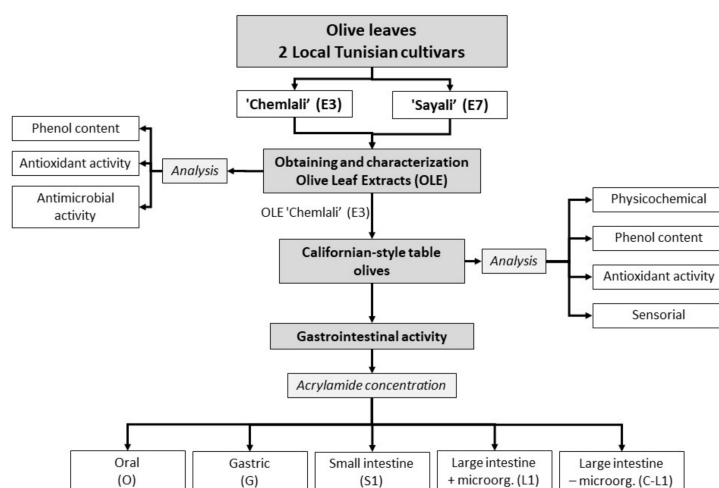 Olive leaves
2 Local Tunisian cultivars
'Chemlali’ (E3)
'Sayali’ (E7)
Phenol content
Antioxidant activity
Antimicrobial
activity
Analysis
Obtaining and characterization
Olive Leaf Extracts (OLE)
OLE 'Chemlali’ (E3)
Californian-style table
olives
Analysis
Physicochemical
Phenol content
Antioxidant activity
Sensorial
Gastrointestinal activity
Acrylamide concentration
Oral
(O)
Gastric
(G)
Small intestine
(S1)
Large intestine
+ microorg. (L1)
Large intestine
– microorg. (C-L1)